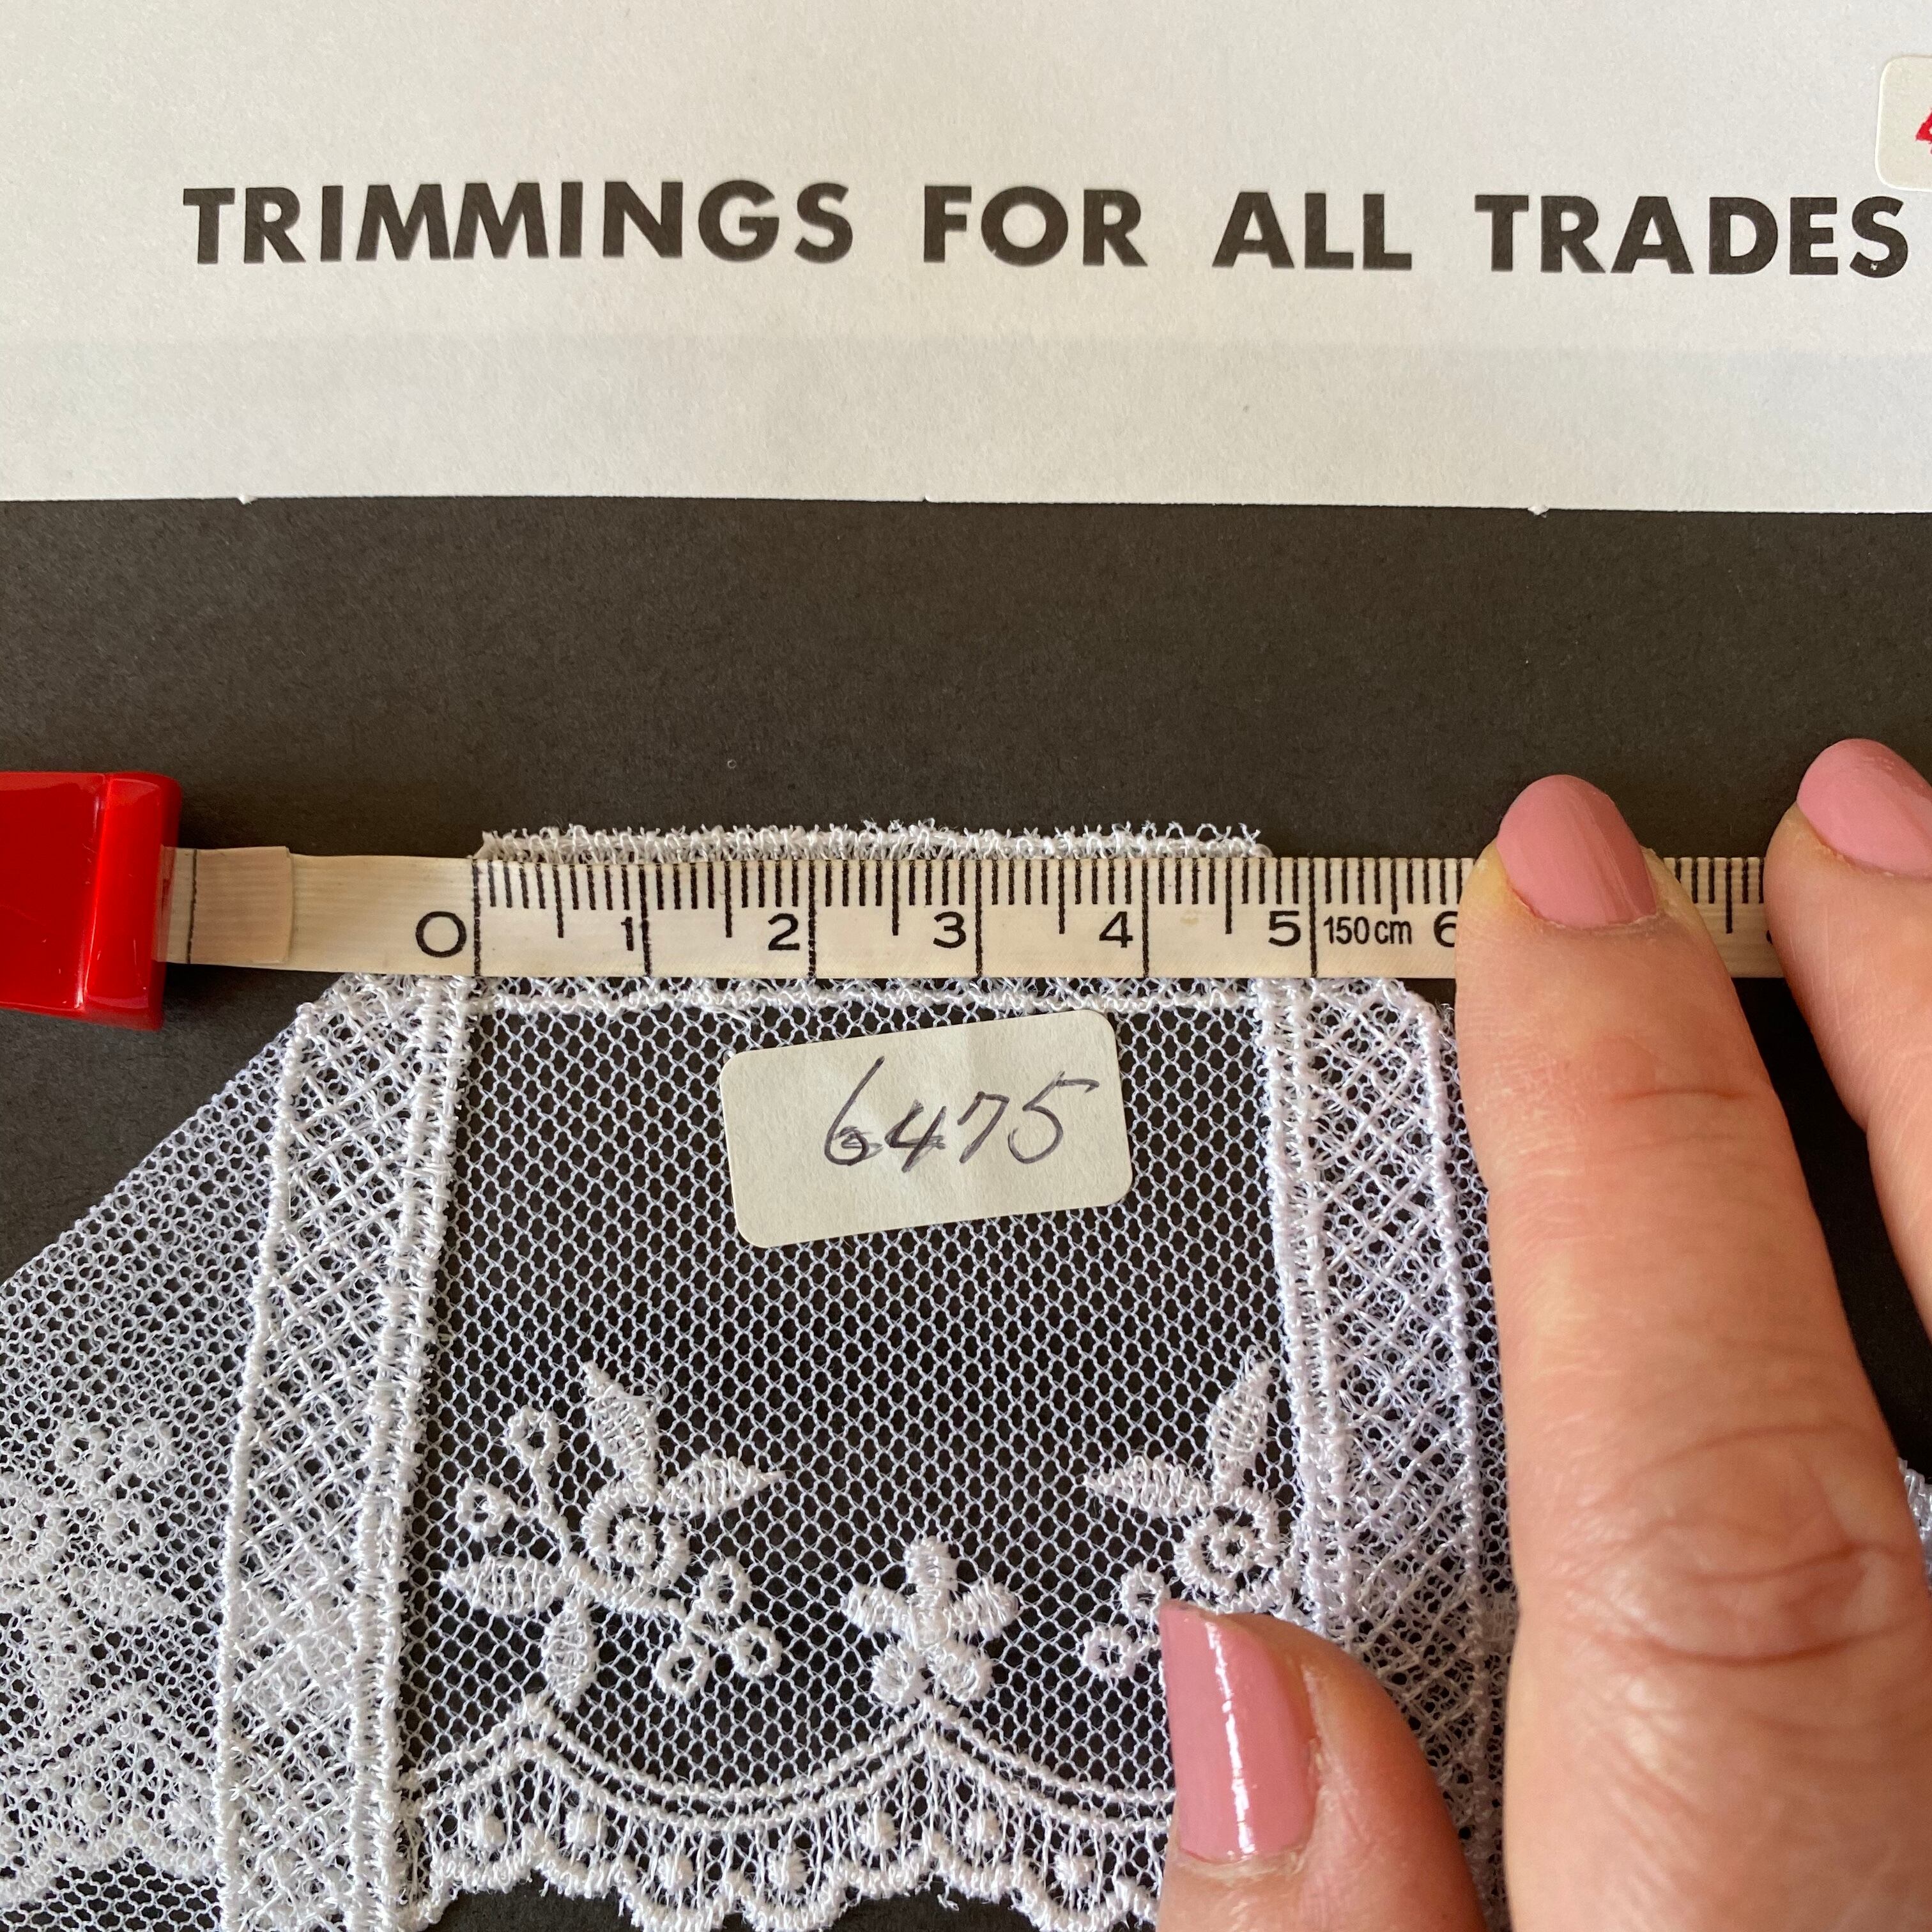 TRIMMINGS FOR ALL TRADES
0 1 2 3 4 5 150cm 6
6475